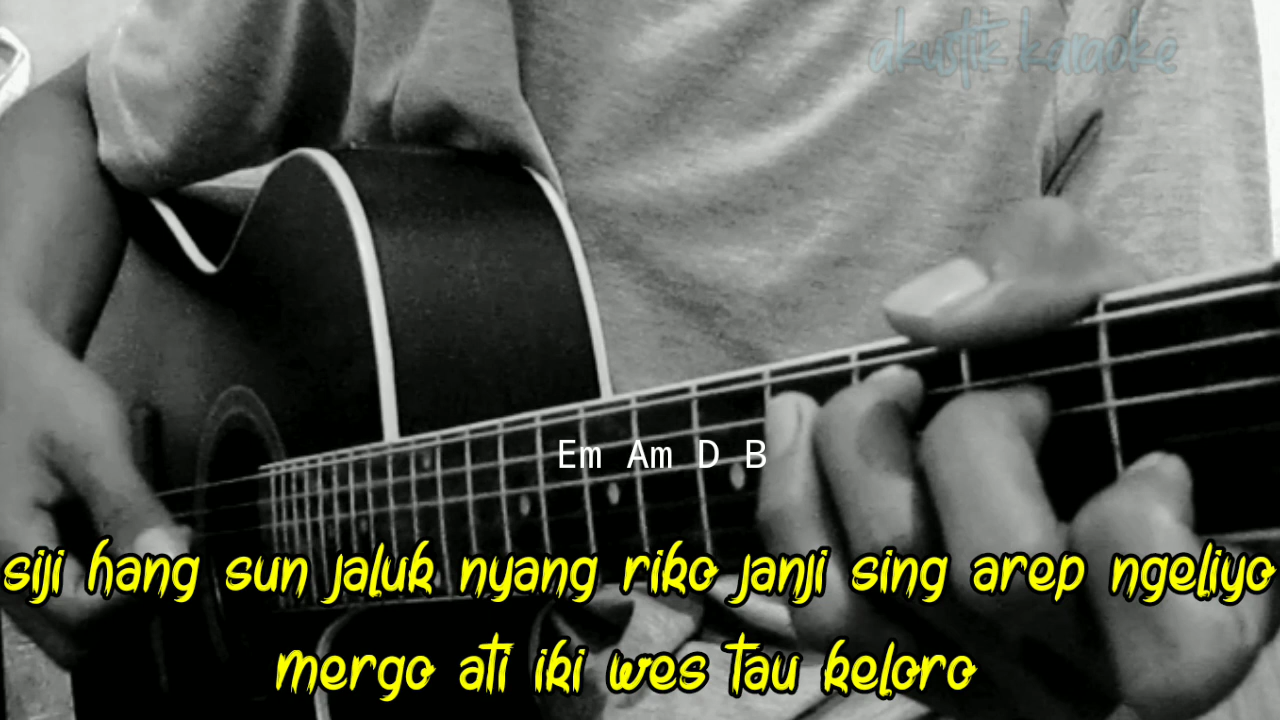 akustik karaoke
Em Am D B
siji hang sun jaluk nyang riko janji sing arep ngeliyo
mergo ati iki wes tau keloro